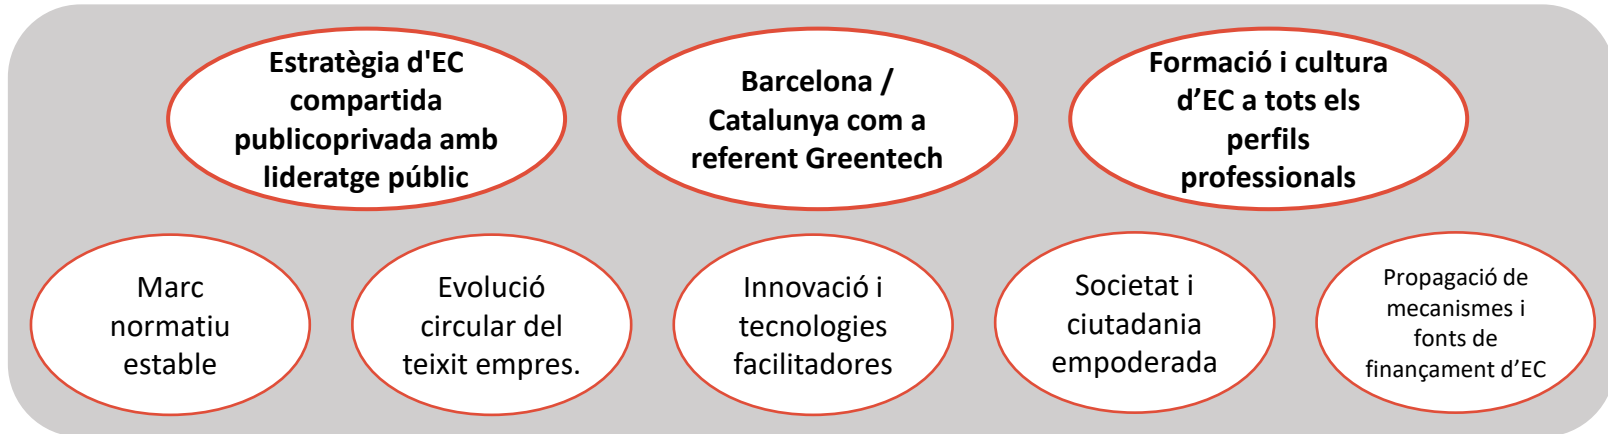 Estratègia d'EC
compartida
publicoprivada amb
lideratge públic
Barcelona /
Catalunya com a
referent Greentech
Formació i cultura
d’EC a tots els
perfils
professionals
Marc
normatiu
estable
Evolució
circular del
teixit empres.
Innovació i
tecnologies
facilitadores
Societat i
ciutadania
empoderada
Propagació de
mecanismes i
fonts de
finançament d’EC